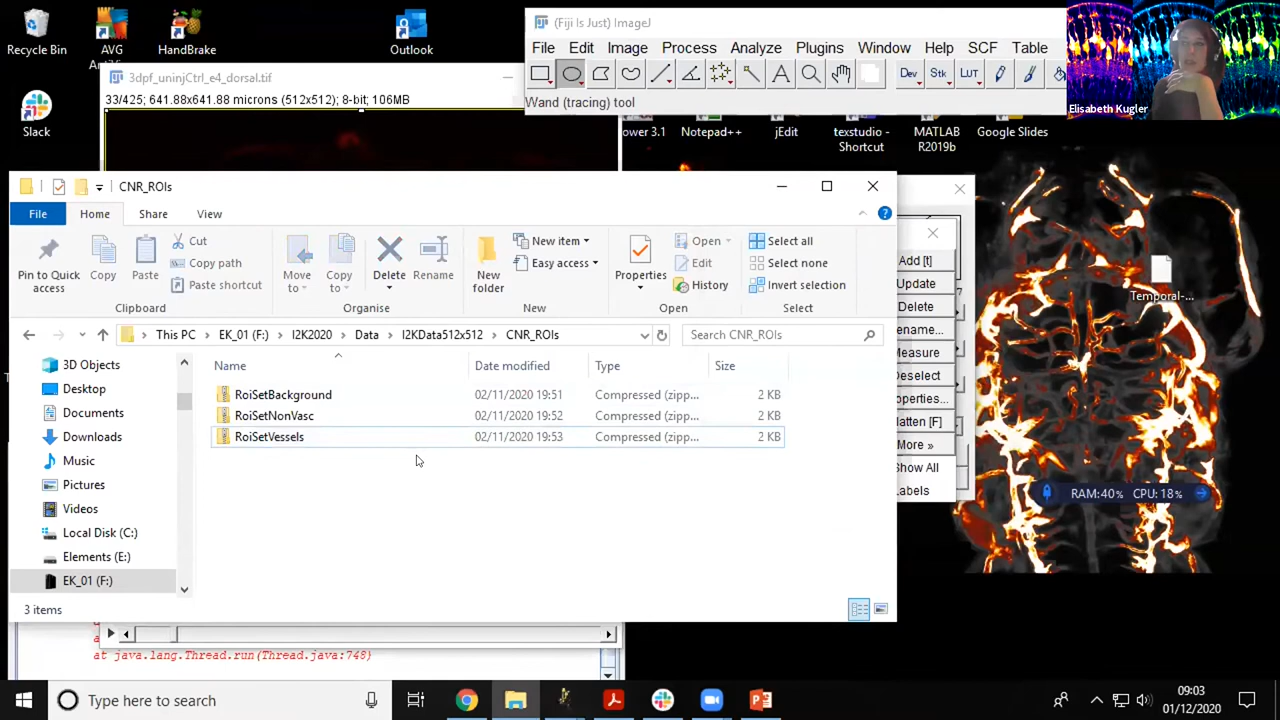 Recycle Bin
AVG
HandBrake
Outlook
Slack
3dpf_uninjCtrl_e4_dorsal.tif
33/425; 641.88x641.88 microns (512x512); 8-bit; 106MB
(Fiji Is Just) ImageJ
File Edit Image Process Analyze Plugins Window Help SCF Table
Dev Stk LUT
Wand (tracing) tool
Elisabeth Kugler
ower 3.1
Notepad++
jEdit
texstudio -
Shortcut
MATLAB
R2019b
Google Slides
CNR_ROIs
File Home Share View
Pin to Quick
access
Copy
Paste
Cut
Copy path
Paste shortcut
Clipboard
Move
to
Copy
to
Delete
Rename
Organise
New
folder
New item
Easy access
New
Properties
Open
Edit
History
Open
Select all
Select none
Invert selection
Select
This PC > EK_01 (F:) > I2K2020 > Data > I2KData512x512 > CNR_ROIs
Search CNR_ROIs
Name Date modified Type Size
RoiSetBackground 02/11/2020 19:51 Compressed (zipp... 2 KB
RoiSetNonVasc 02/11/2020 19:52 Compressed (zipp... 2 KB
RoiSetVessels 02/11/2020 19:53 Compressed (zipp... 2 KB
3D Objects
Desktop
Documents
Downloads
Music
Pictures
Videos
Local Disk (C:)
Elements (E:)
EK_01 (F:)
3 items
Add [t]
Update
Delete
ename...
Measure
Deselect
operties...
latten [F]
More »
Show All
Labels
Temporal-...
RAM:40% CPU: 18%
at java.lang.Thread.run(Thread.java:748)
Type here to search
09:03
01/12/2020